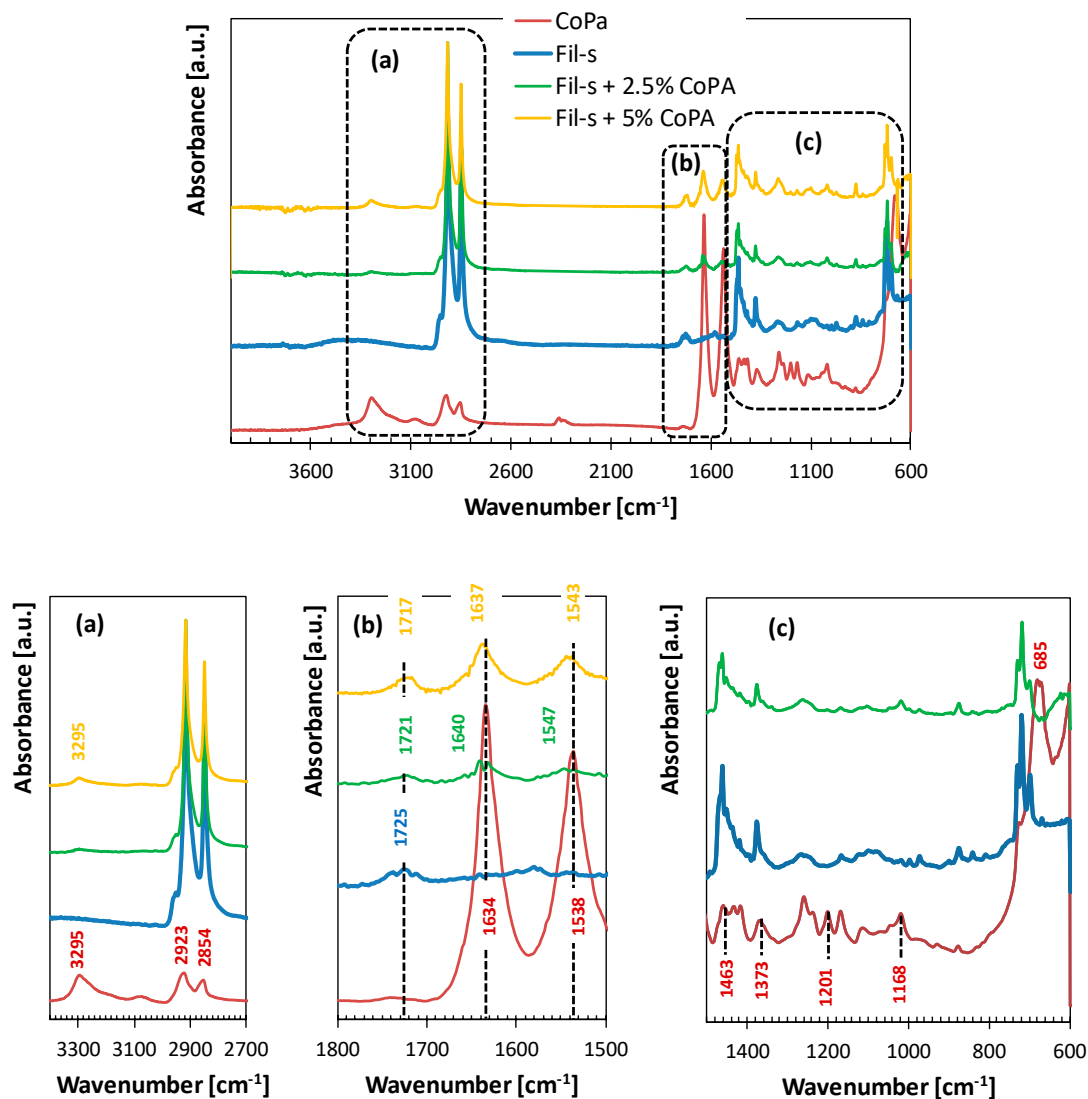 CoPa
Fil-s
Fil-s + 2.5% CoPA
Fil-s + 5% CoPA
(a)
(b)
(c)
Absorbance [a.u.]
3600 3100 2600 2100 1600 1100 600
Wavenumber [cm-1]
(a)
Absorbance [a.u.]
3295
3295
2923
2854
3300 3100 2900 2700
Wavenumber [cm-1]
(b)
Absorbance [a.u.]
1717
1637
1543
1721
1640
1547
1725
1634
1538
1800 1700 1600 1500
Wavenumber [cm-1]
(c)
Absorbance [a.u.]
685
1463
1373
1201
1168
1400 1200 1000 800 600
Wavenumber [cm-1]